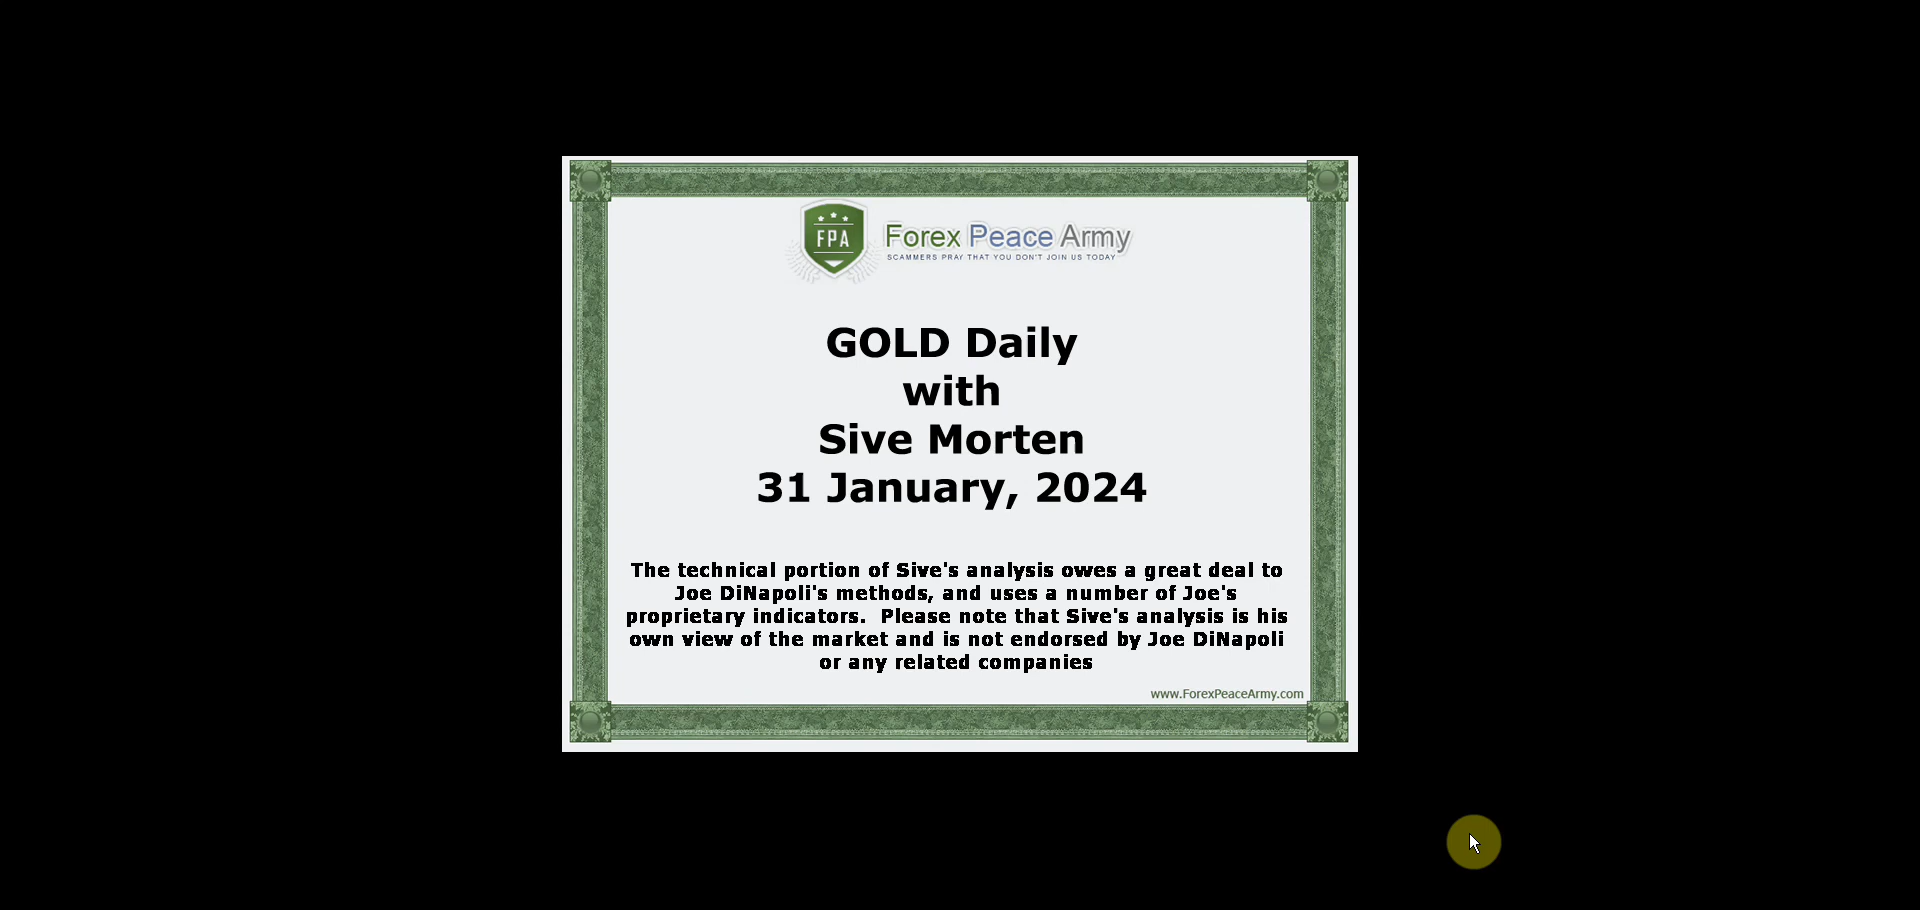 FPA
Forex Peace Army
SCAMMERS PRAY THAT YOU DON'T JOIN US TODAY
GOLD Daily
with
Sive Morten
31 January, 2024
The technical portion of Sive's analysis owes a great deal to
Joe DiNapoli's methods, and uses a number of Joe's
proprietary indicators.  Please note that Sive's analysis is his
own view of the market and is not endorsed by Joe DiNapoli
or any related companies
www.ForexPeaceArmy.com